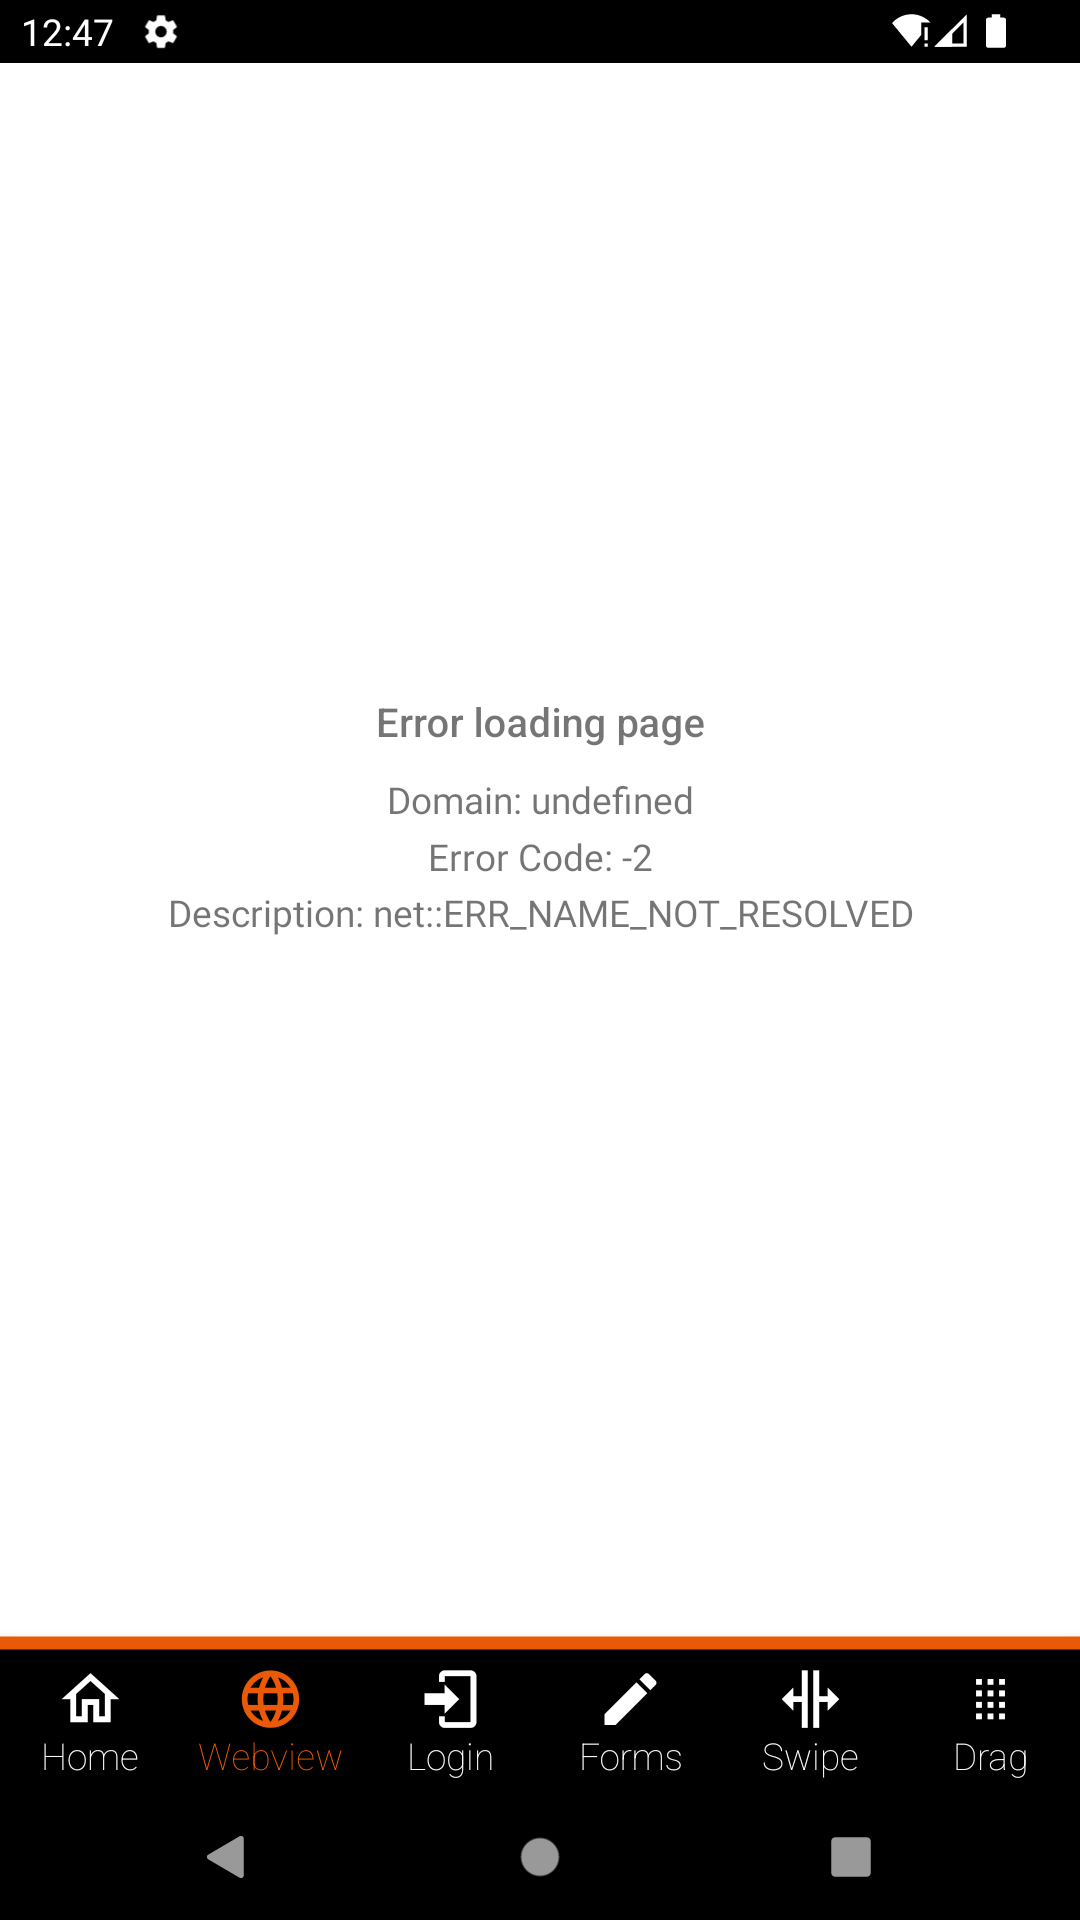 12:47
Error loading page
Domain: undefined
Error Code: -2
Description: net::ERR_NAME_NOT_RESOLVED
Home Webview Login Forms Swipe Drag